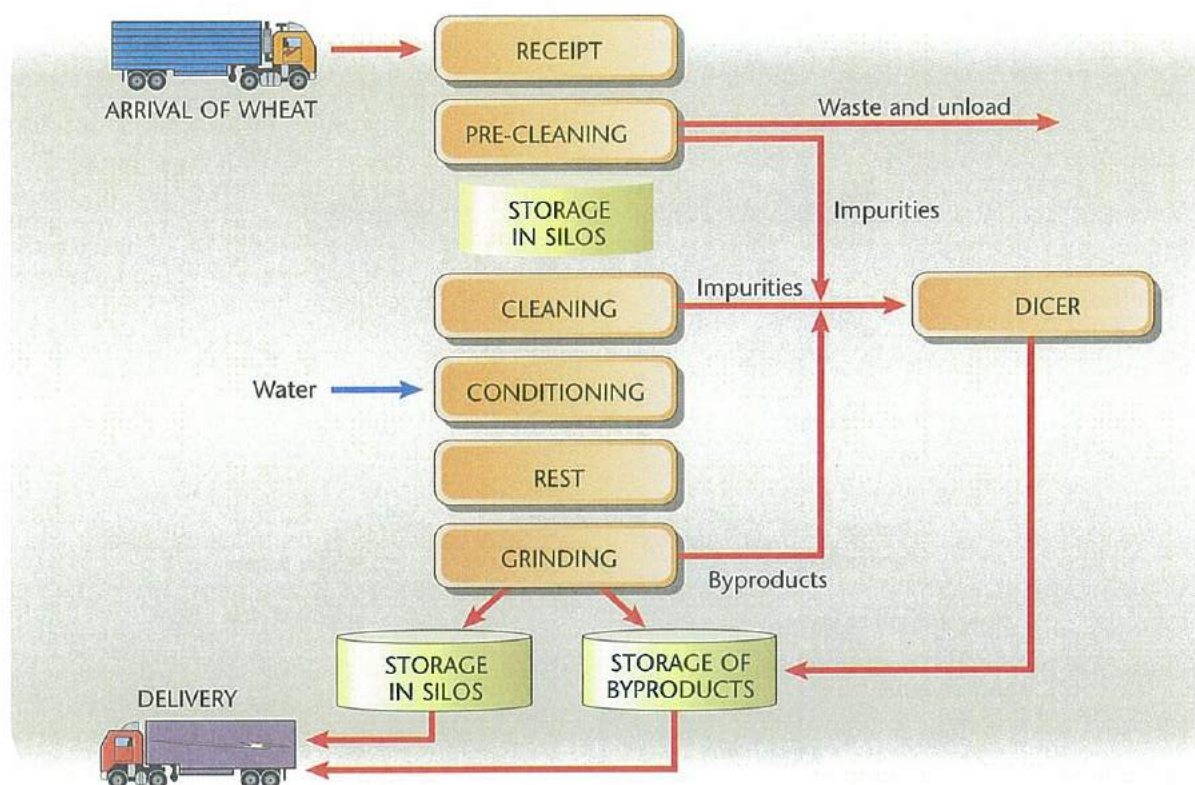 RECEIPT
ARRIVAL OF WHEAT
Waste and unload
PRE-CLEANING
STORAGE
IN SILOS
Impurities
CLEANING
Impurities
DICER
Water
CONDITIONING
REST
GRINDING
Byproducts
STORAGE
IN SILOS
STORAGE OF
BYPRODUCTS
DELIVERY